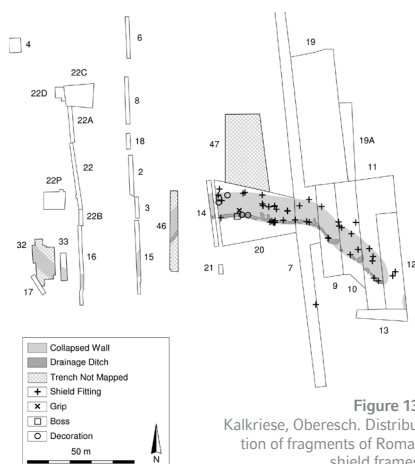 4
6
19
22C
22D
8
22A
47
18
19A
11
22
2
22P
3
14
46
22B
20
32
33
16
15
21
7
12
9
10
17
13
Collapsed Wall
Drainage Ditch
Trench Not Mapped
Shield Fitting
Grip
Boss
Decoration
50 m
N
Figure 13
Kalkriese, Oberesch. Distribu
tion of fragments of Roma
shield frames